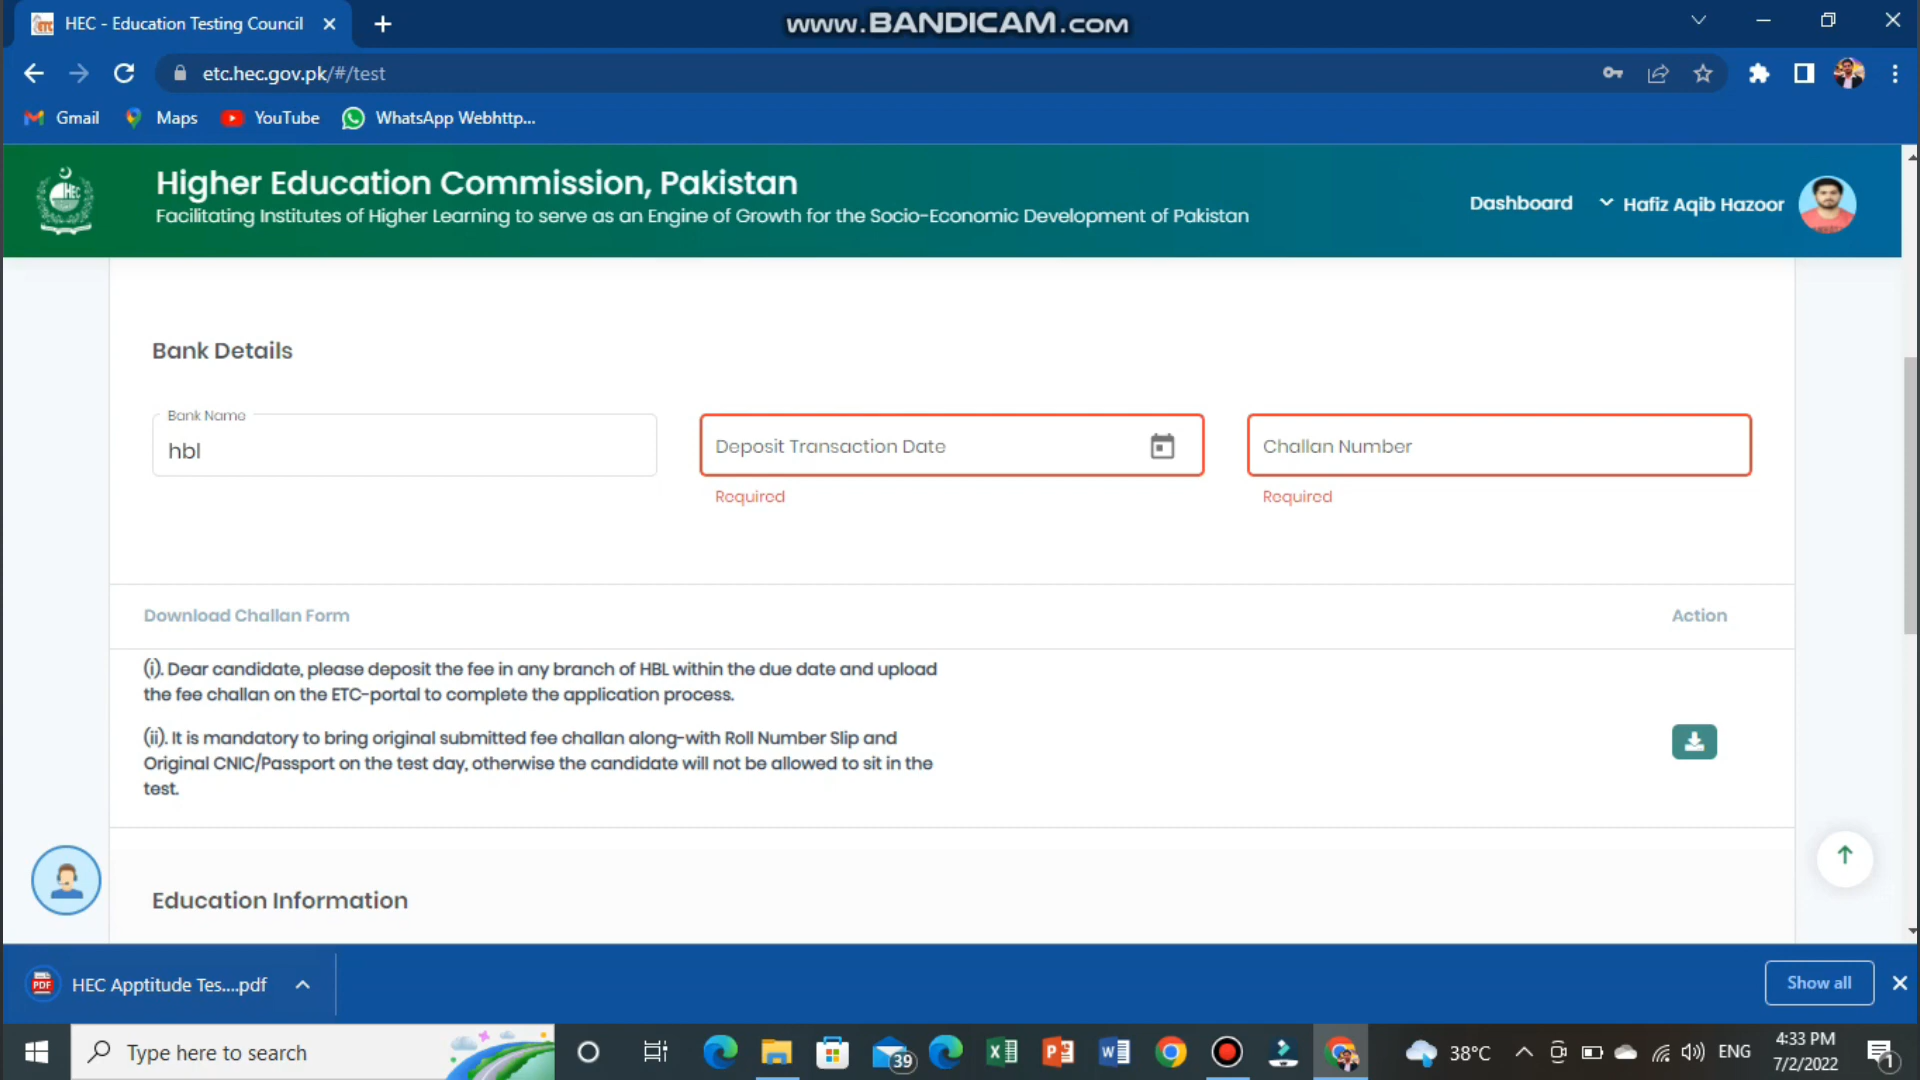 HEC - Education Testing Council
www.BANDICAM.com
etc.hec.gov.pk/#/test
Gmail
Maps
YouTube
WhatsApp Webhttp...
HEC
Higher Education Commission, Pakistan
Facilitating Institutes of Higher Learning to serve as an Engine of Growth for the Socio-Economic Development of Pakistan
Dashboard
Hafiz Aqib Hazoor
Bank Details
Bank Name
hbl
Deposit Transaction Date
Challan Number
Required
Required
Download Challan Form
Action
(i). Dear candidate, please deposit the fee in any branch of HBL within the due date and upload
the fee challan on the ETC-portal to complete the application process.
(ii). It is mandatory to bring original submitted fee challan along-with Roll Number Slip and
Original CNIC/Passport on the test day, otherwise the candidate will not be allowed to sit in the
test.
Education Information
PDF
HEC Apptitude Tes....pdf
Show all
Type here to search
39
38°C
ENG
4:33 PM
7/2/2022
1